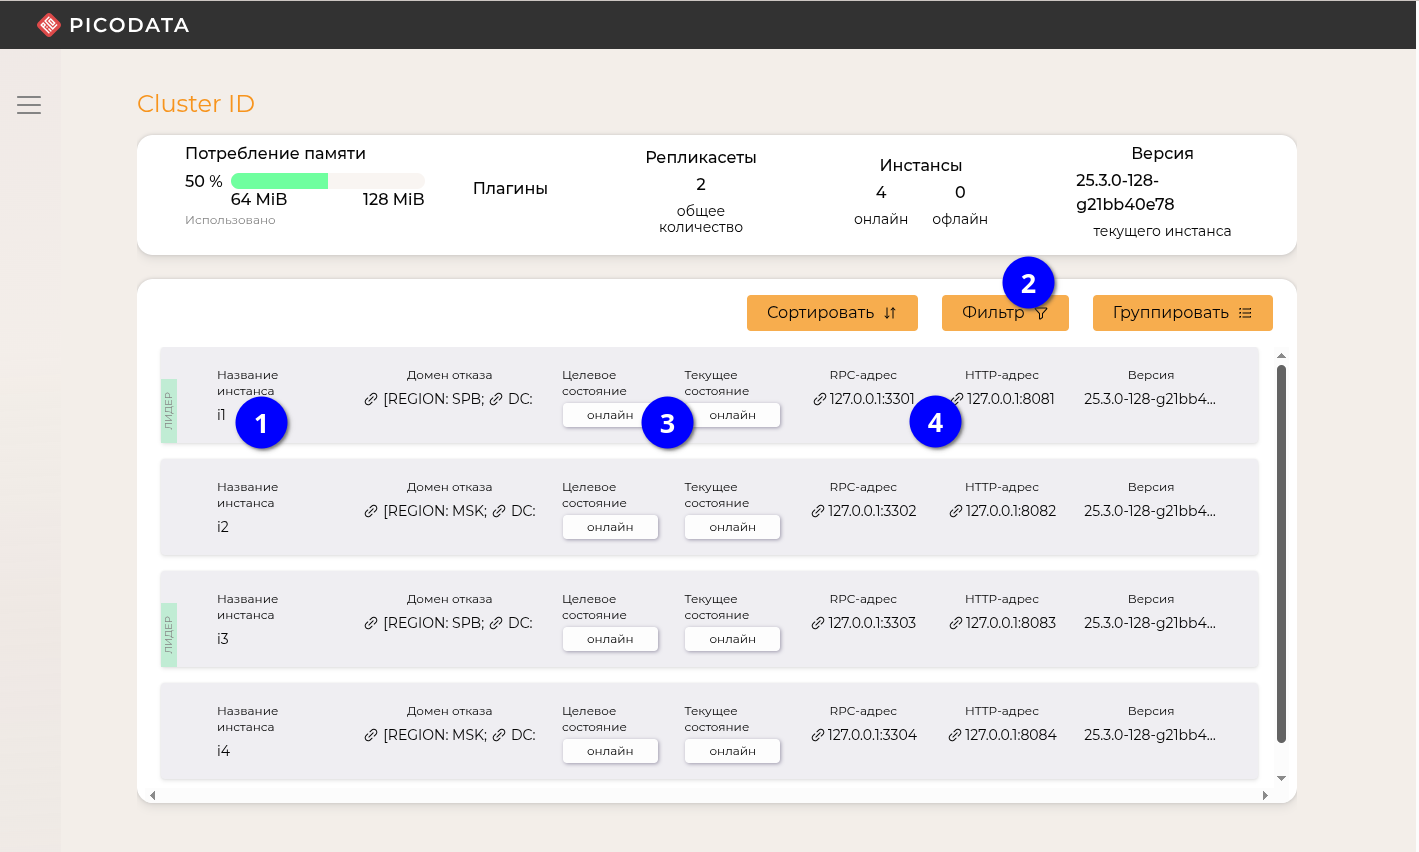 PICODATA
Cluster ID
Потребление памяти
50 %
64 MiB 128 MiB
Использовано
Плагины
Репликасеты
2
общее
количество
Инстансы
4 0
онлайн офлайн
Версия
25.3.0-128-
g21bb40e78
текущего инстанса
2
Сортировать Фильтр Группировать
ЛИДЕР
Название
инстанса
i1
1
Домен отказа
[REGION: SPB; DC:
Целевое
состояние
онлайн
3
Текущее
состояние
онлайн
RPC-адрес
127.0.0.1:3301
4
HTTP-адрес
127.0.0.1:8081
Версия
25.3.0-128-g21bb4...
Название
инстанса
i2
Домен отказа
[REGION: MSK; DC:
Целевое
состояние
онлайн
Текущее
состояние
онлайн
RPC-адрес
127.0.0.1:3302
HTTP-адрес
127.0.0.1:8082
Версия
25.3.0-128-g21bb4...
ЛИДЕР
Название
инстанса
i3
Домен отказа
[REGION: SPB; DC:
Целевое
состояние
онлайн
Текущее
состояние
онлайн
RPC-адрес
127.0.0.1:3303
HTTP-адрес
127.0.0.1:8083
Версия
25.3.0-128-g21bb4...
Название
инстанса
i4
Домен отказа
[REGION: MSK; DC:
Целевое
состояние
онлайн
Текущее
состояние
онлайн
RPC-адрес
127.0.0.1:3304
HTTP-адрес
127.0.0.1:8084
Версия
25.3.0-128-g21bb4...